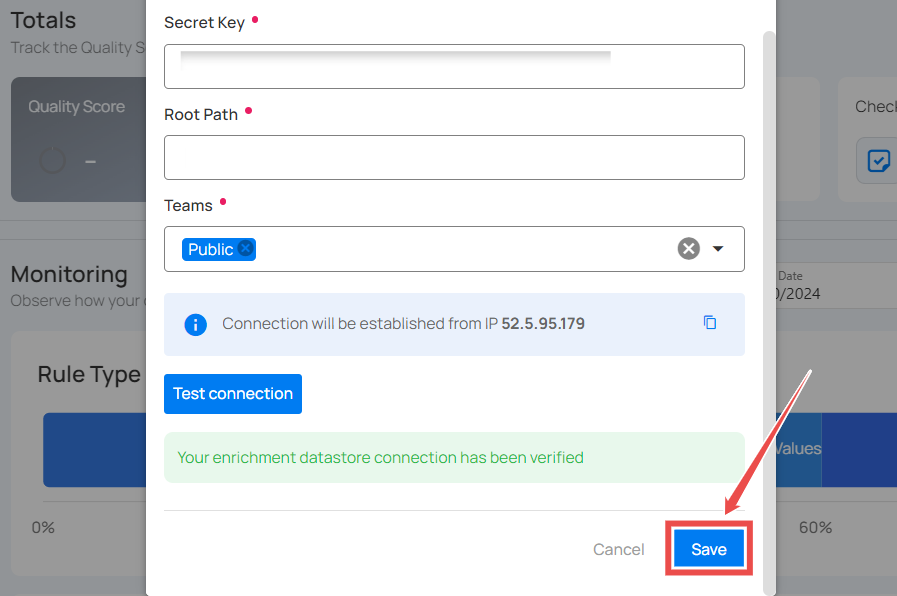 Totals
Track the Quality S
Quality Score
–
Secret Key
Root Path
Teams
Public
Connection will be established from IP 52.5.95.179
Test connection
Your enrichment datastore connection has been verified
Cancel
Save
Check
Monitoring
Observe how your
Date
0/2024
Rule Type
Values
0%
60%